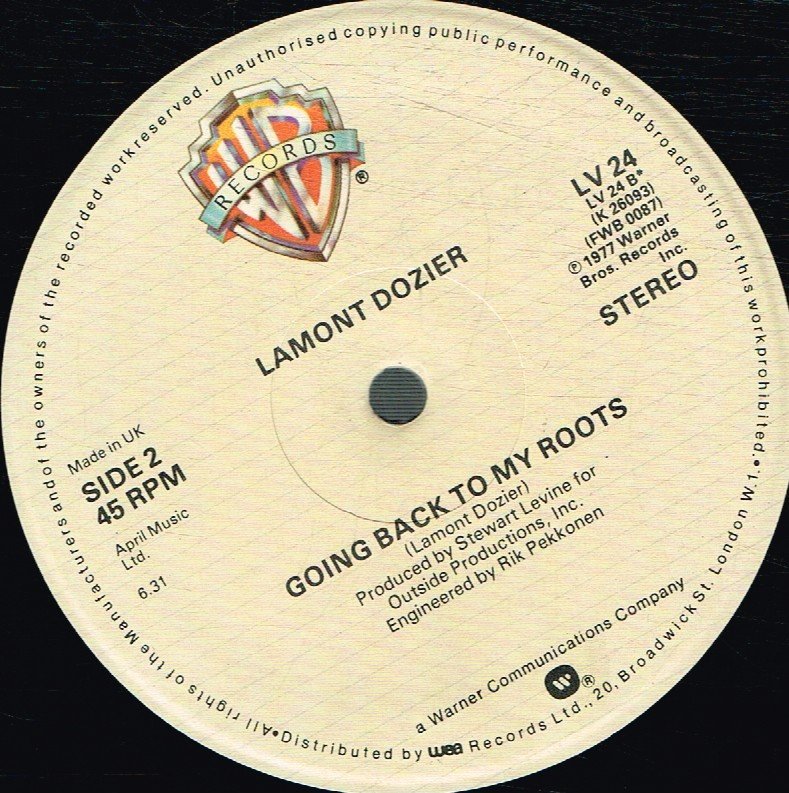 Manufacturers and of the owners of the recorded work reserved. Unauthorised copying public performance and broadcasting of this work prohibited. • All rights of the
WB
RECORDS
®
LV 24
LV 24 B*
(K 26093)
(FWB 0087)
℗ 1977 Warner
Bros. Records
Inc.
STEREO
LAMONT DOZIER
Made in UK
SIDE 2
45 RPM
April Music
Ltd.
6.31
GOING BACK TO MY ROOTS
(Lamont Dozier)
Produced by Stewart Levine for
Outside Productions, Inc.
Engineered by Rik Pekkonen
a Warner Communications Company
®
Distributed by wea Records Ltd., 20, Broadwick St. London W.1. •